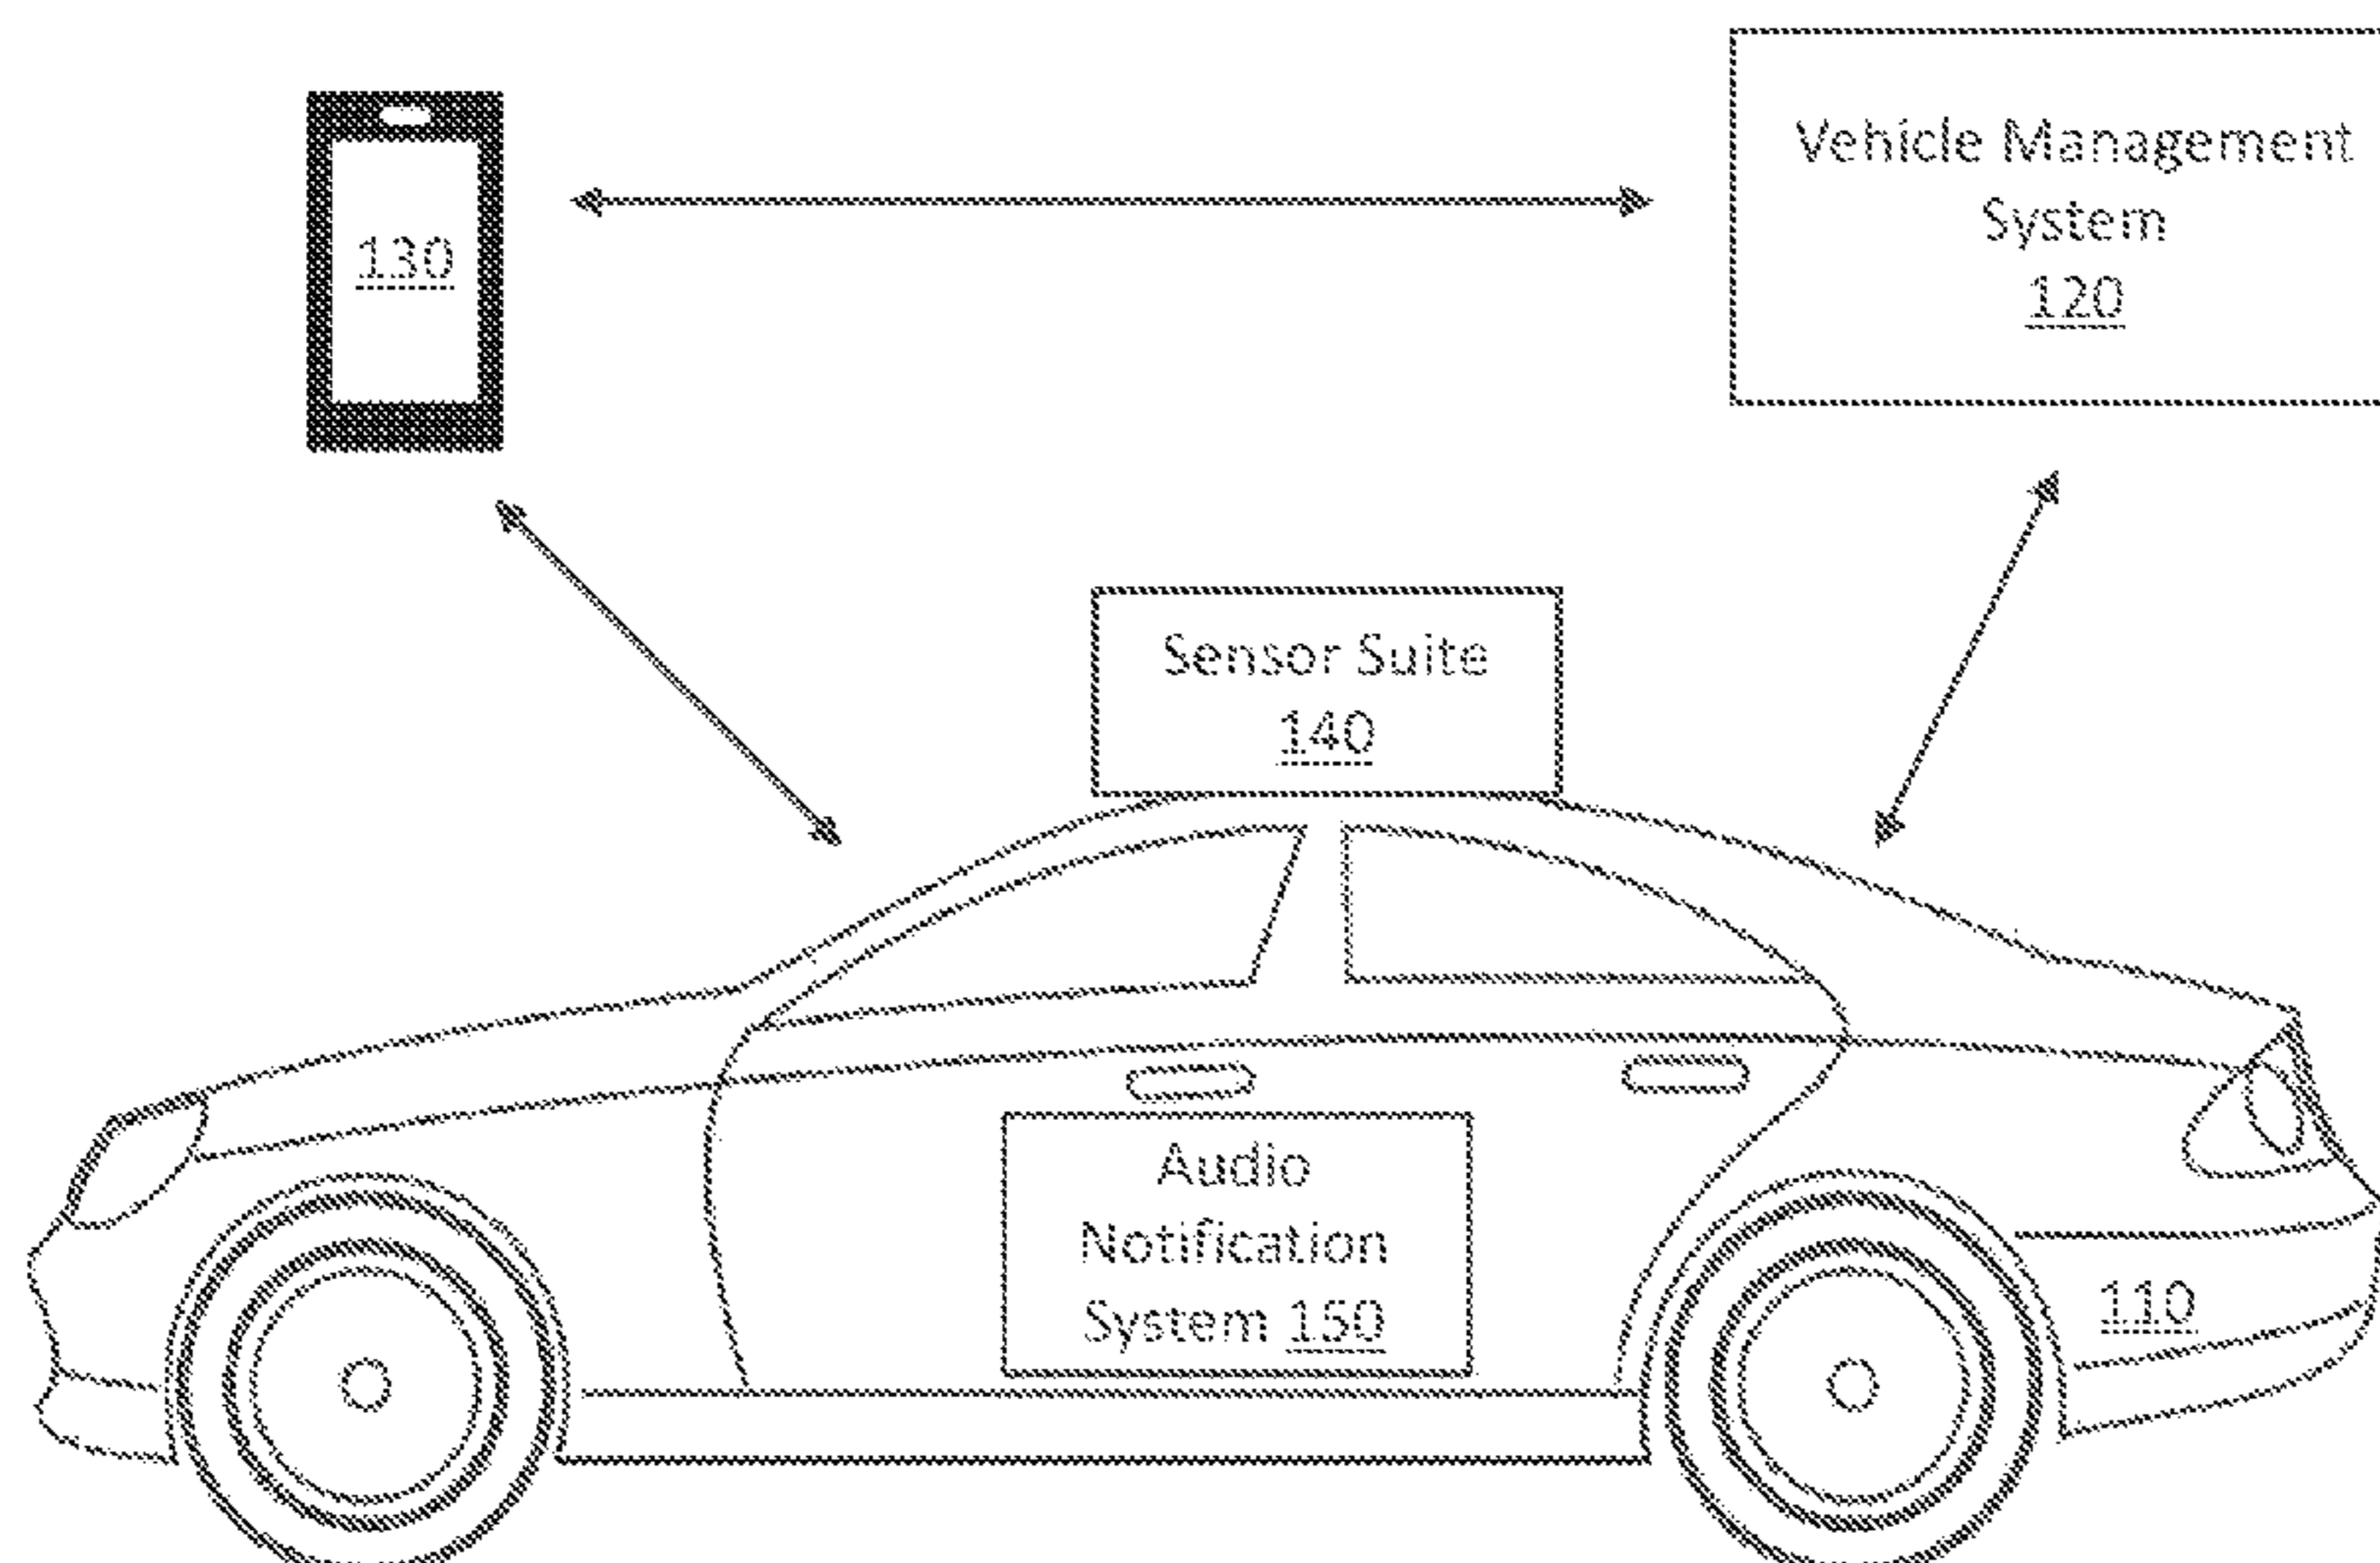 130
Vehicle Management
System
120
Sensor Suite
140
Audio
Notification
System 150
110